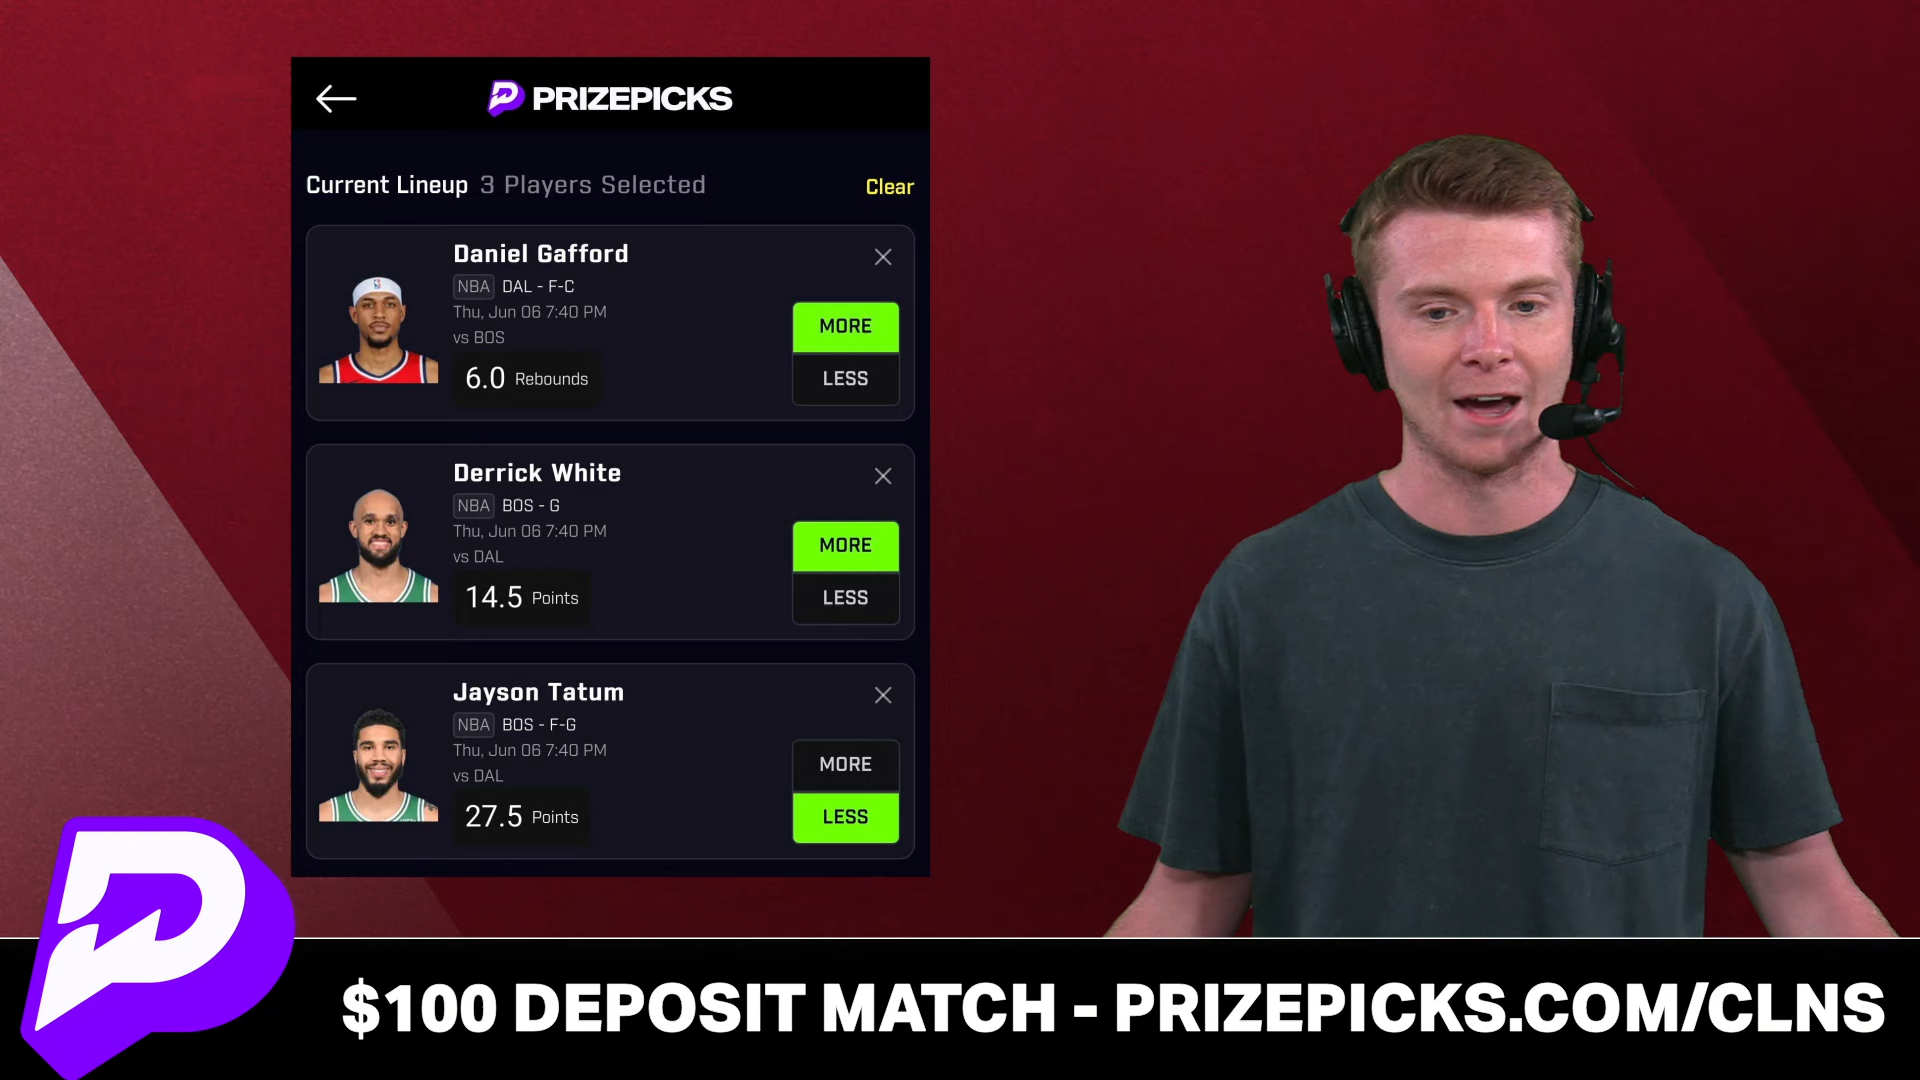 PRIZEPICKS
Current Lineup 3 Players Selected Clear
Daniel Gafford
NBA DAL - F-C
Thu, Jun 06 7:40 PM
vs BOS
6.0 Rebounds
MORE
LESS
Derrick White
NBA BOS - G
Thu, Jun 06 7:40 PM
vs DAL
14.5 Points
MORE
LESS
Jayson Tatum
NBA BOS - F-G
Thu, Jun 06 7:40 PM
vs DAL
27.5 Points
MORE
LESS
$100 DEPOSIT MATCH - PRIZEPICKS.COM/CLNS